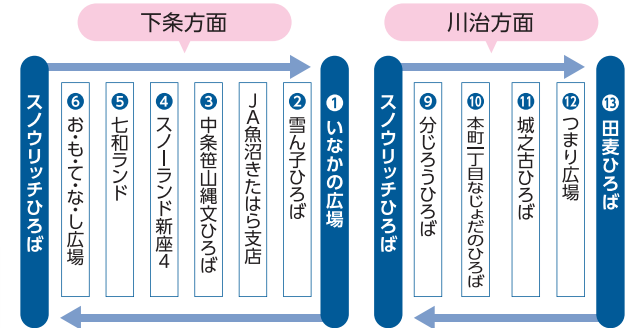 下条方面
スノウリッチひろば
❻お・も・て・な・し広場
❺七和ランド
❹スノーランド新座4
❸中条笹山縄文ひろば
JA魚沼きたはら支店
❷雪ん子ひろば
❶いなかの広場
川治方面
スノウリッチひろば
❾分じろうひろば
❿本町一丁目なじょだのひろば
⓫城之古ひろば
⓬つまり広場
⓭田麦ひろば